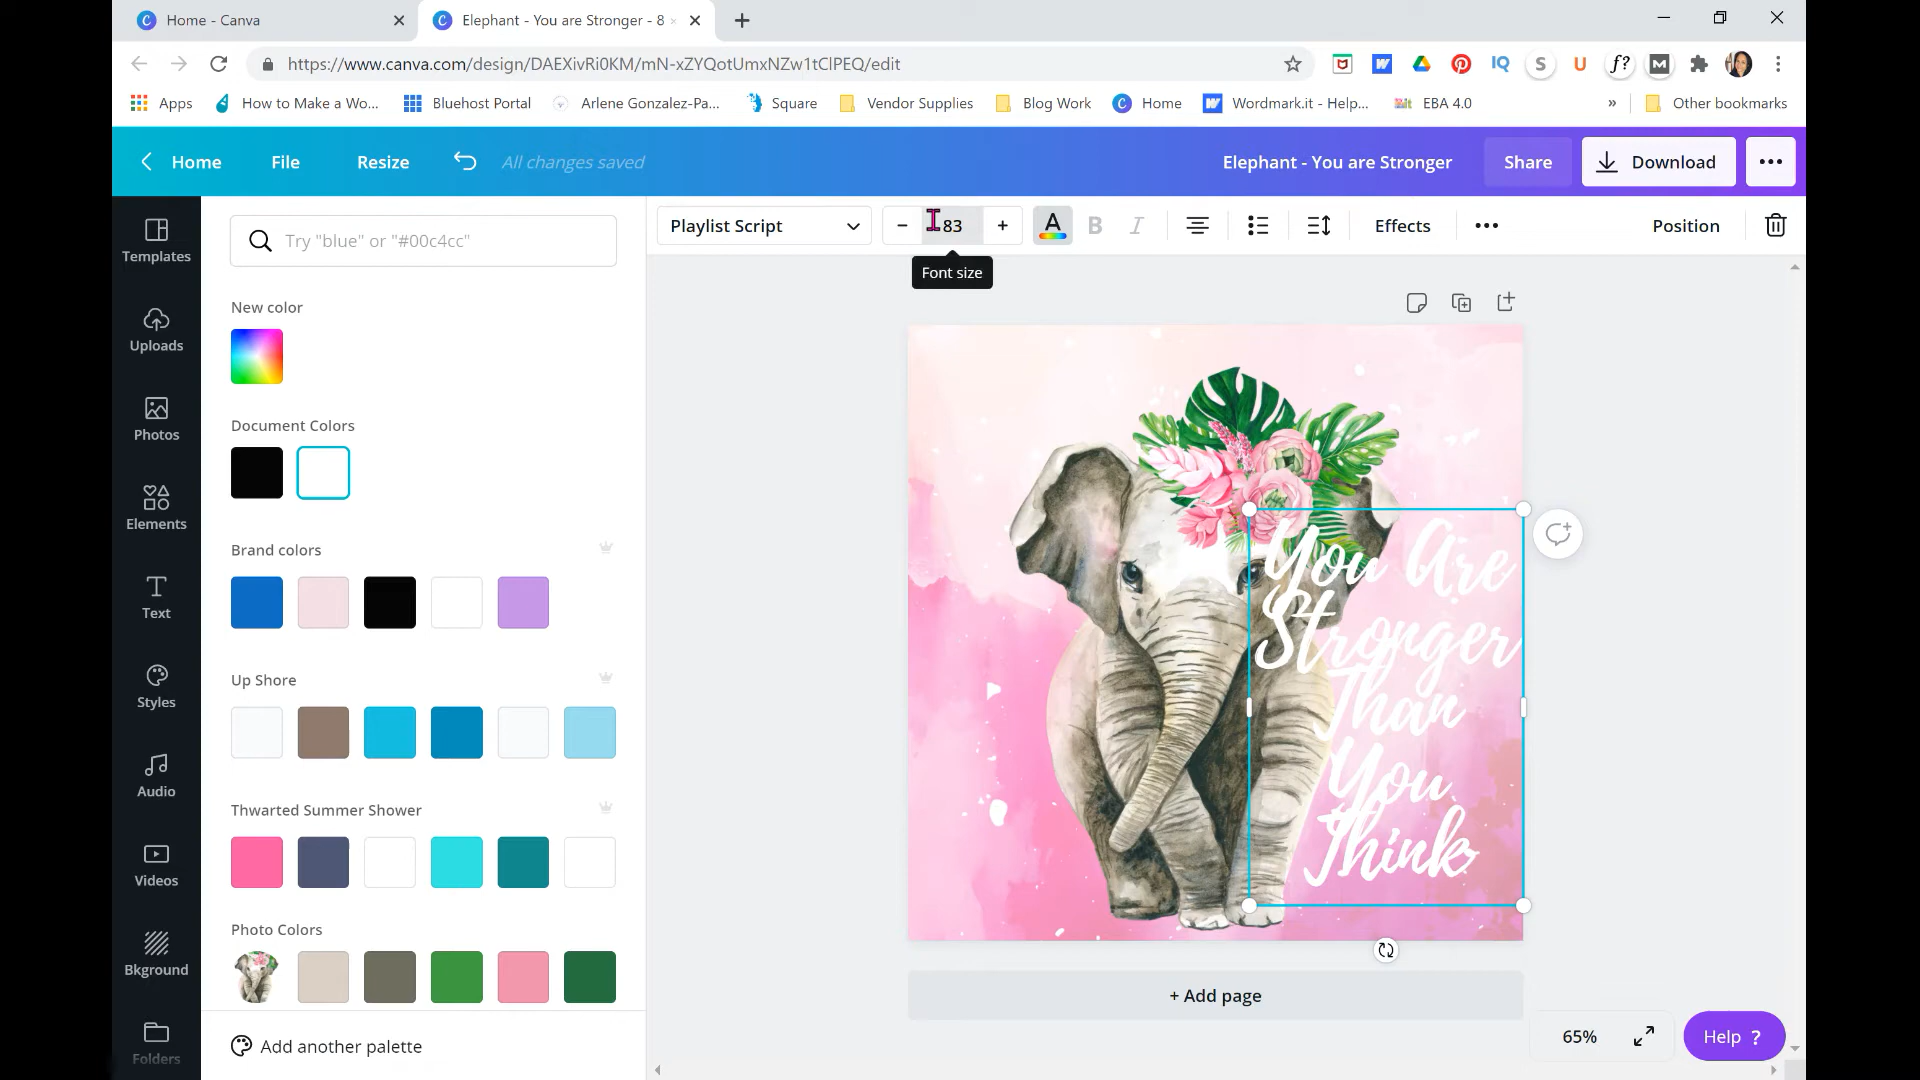 Home - Canva
Elephant - You are Stronger - 8
https://www.canva.com/design/DAEXivRi0KM/mN-xZYQotUmxNZw1tClPEQ/edit
Apps
How to Make a Wo...
Bluehost Portal
Arlene Gonzalez-Pa...
Square
Vendor Supplies
Blog Work
Home
Wordmark.it - Help...
EBA 4.0
»
Other bookmarks
Home
File
Resize
All changes saved
Elephant - You are Stronger
Share
Download
Templates
Uploads
Photos
Elements
Text
Styles
Audio
Videos
Bkground
Folders
Try "blue" or "#00c4cc"
New color
Document Colors
Brand colors
Up Shore
Thwarted Summer Shower
Photo Colors
Add another palette
Playlist Script
− 83 +
A
B
I
Effects
Position
Font size
You Are
Stronger
Than
You
Think
+ Add page
65%
Help ?